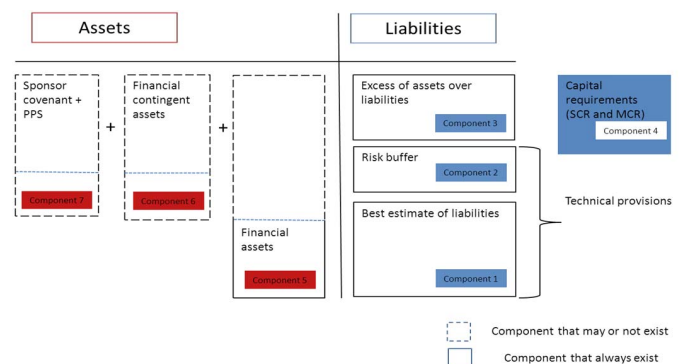 Assets
Liabilities
Sponsor
covenant +
PPS
Component 7
+
Financial
contingent
assets
Component 6
+
Financial
assets
Component 5
Excess of assets over
liabilities
Component 3
Risk buffer
Component 2
Best estimate of liabilities
Component 1
Capital
requirements
(SCR and MCR)
Component 4
Technical provisions
Component that may or not exist
Component that always exist